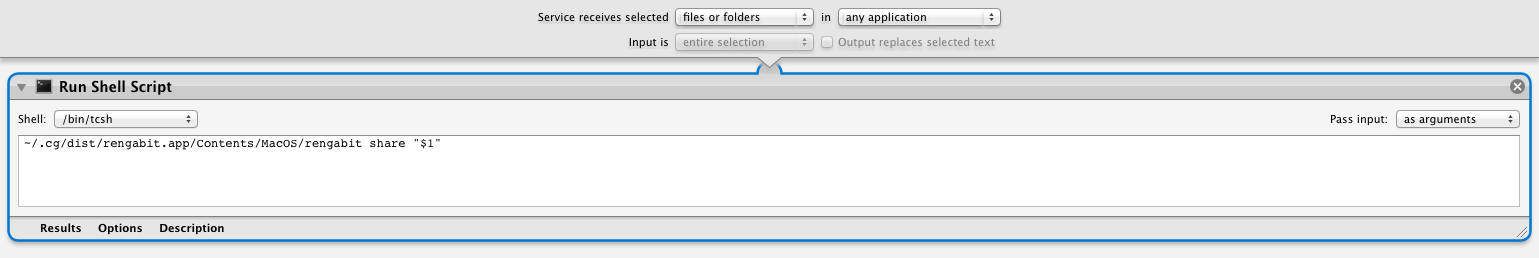 Service receives selected files or folders in any application
Input is entire selection Output replaces selected text
Run Shell Script
Shell: /bin/tcsh Pass input: as arguments
~/.cg/dist/rengabit.app/Contents/MacOS/rengabit share "$1"
Results Options Description